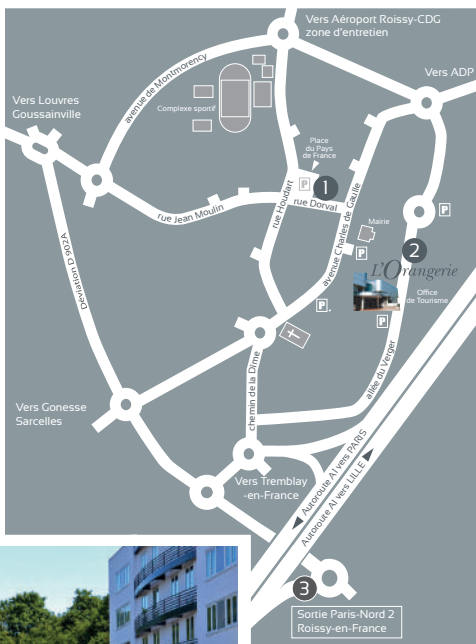 Vers Aéroport Roissy-CDG
zone d'entretien
Vers ADP
avenue de Montmorency
Complexe sportif
Vers Louvres
Goussainville
Place
du Pays
de France
P
1
rue Dorval
rue Jean Moulin
rue Houdart
avenue Charles de Gaulle
Mairie
P
P
2
L'Orangerie
Office
de Tourisme
P.
P
Déviation D 902A
allée du Verger
chemin de la Dîme
Vers Gonesse
Sarcelles
Vers Tremblay
-en-France
Autoroute A1 vers PARIS
Autoroute A1 vers LILLE
3
Sortie Paris-Nord 2
Roissy-en-France